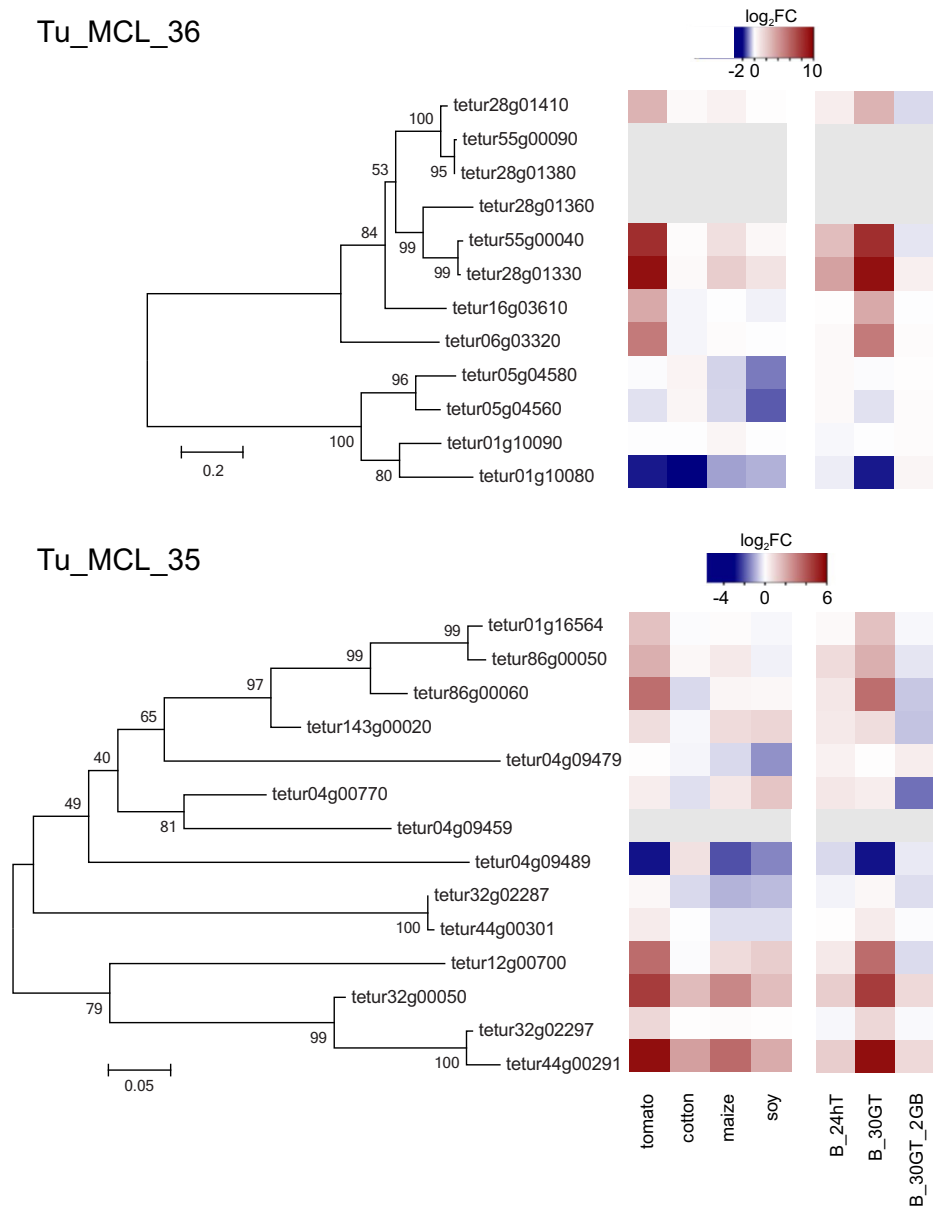 Tu_MCL_36
log2FC
-2 0 10
tetur28g01410
100
tetur55g00090
95
tetur28g01380
53
tetur28g01360
84
tetur55g00040
99
99
tetur28g01330
tetur16g03610
tetur06g03320
tetur05g04580
96
tetur05g04560
100
tetur01g10090
0.2
80
tetur01g10080
Tu_MCL_35
log2FC
-4 0 6
tetur01g16564
99
99
tetur86g00050
97
tetur86g00060
65
tetur143g00020
40
tetur04g09479
49
tetur04g00770
81
tetur04g09459
tetur04g09489
tetur32g02287
100
tetur44g00301
tetur12g00700
79
tetur32g00050
99
tetur32g02297
100
tetur44g00291
0.05
tomato
cotton
maize
soy
B_24hT
B_30GT
B_30GT_2GB